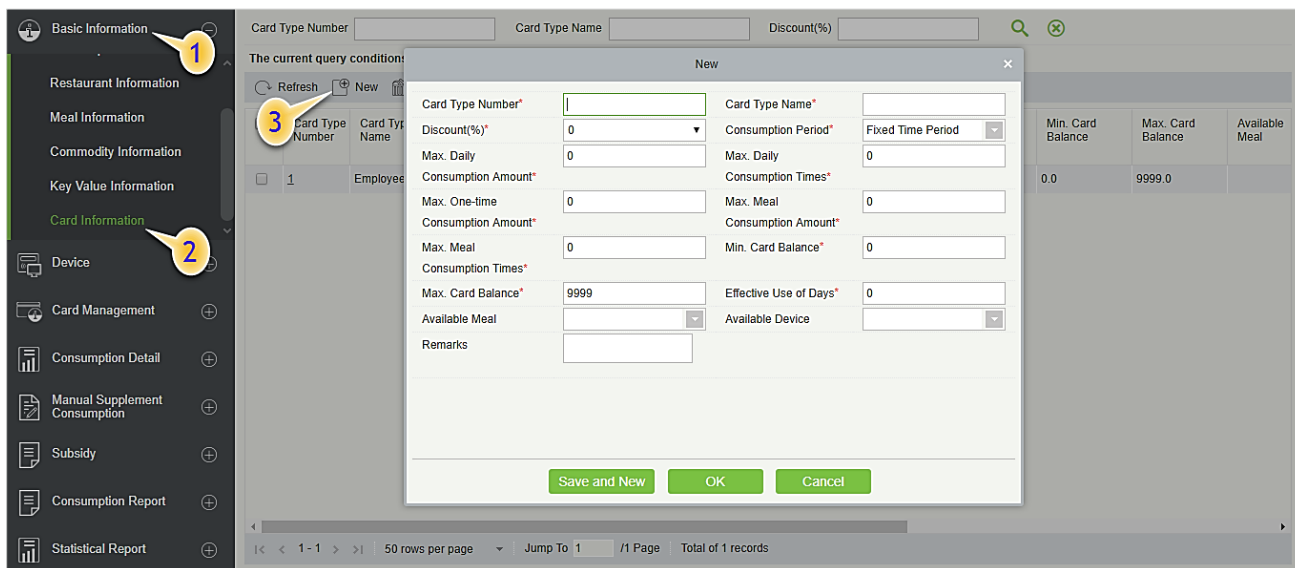 Basic Information
1
Restaurant Information
Meal Information
Commodity Information
Key Value Information
Card Information
2
Device
Card Management
Consumption Detail
Manual Supplement
Consumption
Subsidy
Consumption Report
Statistical Report
Card Type Number
Card Type Name
Discount(%)
The current query conditions
Refresh
New
3
Card Type
Number
Card Typ
Name
Min. Card
Balance
Max. Card
Balance
Available
Meal
1
Employee
0.0
9999.0
New
Card Type Number*
Card Type Name*
Discount(%)* 0
Consumption Period* Fixed Time Period
Max. Daily 0
Consumption Amount*
Max. Daily 0
Consumption Times*
Max. One-time 0
Consumption Amount*
Max. Meal 0
Consumption Amount*
Max. Meal 0
Consumption Times*
Min. Card Balance* 0
Max. Card Balance* 9999
Effective Use of Days* 0
Available Meal
Available Device
Remarks
Save and New
OK
Cancel
1 - 1
50 rows per page
Jump To 1 /1 Page
Total of 1 records